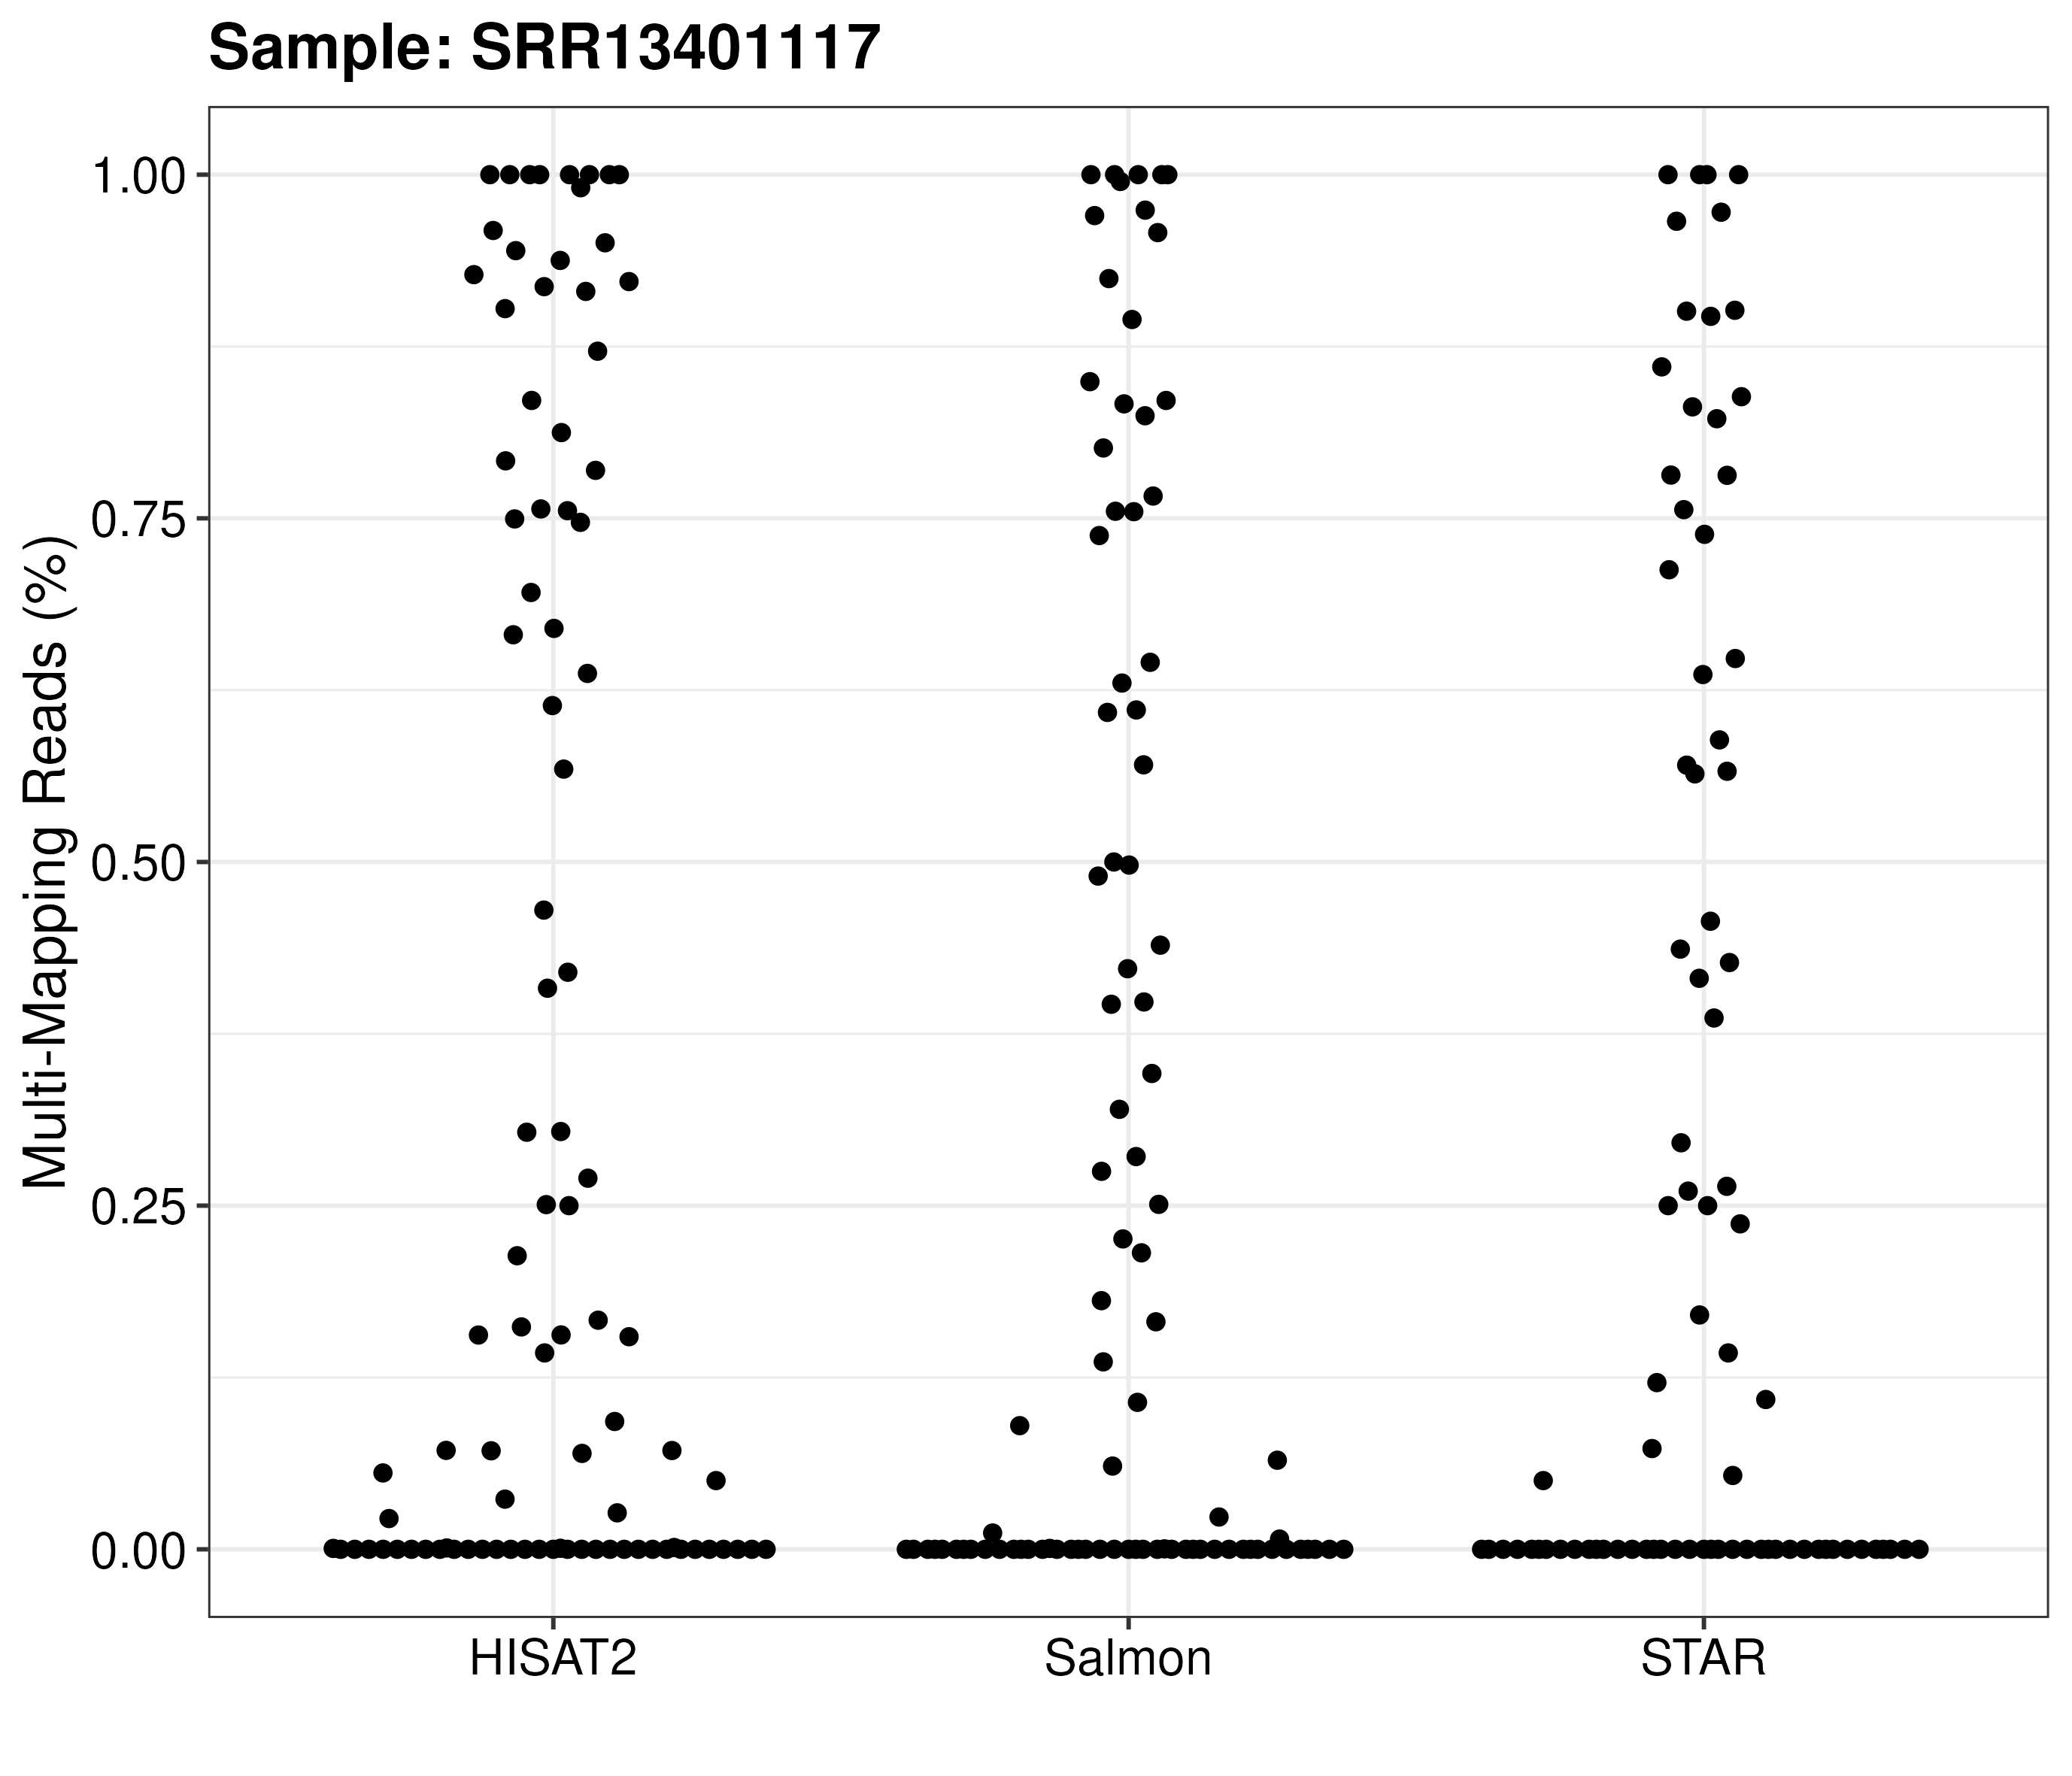 Sample: SRR13401117
Multi-Mapping Reads (%)
1.00
0.75
0.50
0.25
0.00
HISAT2
Salmon
STAR